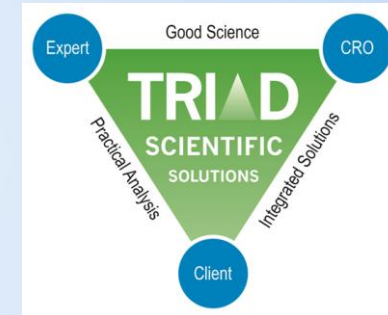 Good Science
Expert
CRO
TRIAD
SCIENTIFIC
SOLUTIONS
Practical Analysis
Integrated Solutions
Client